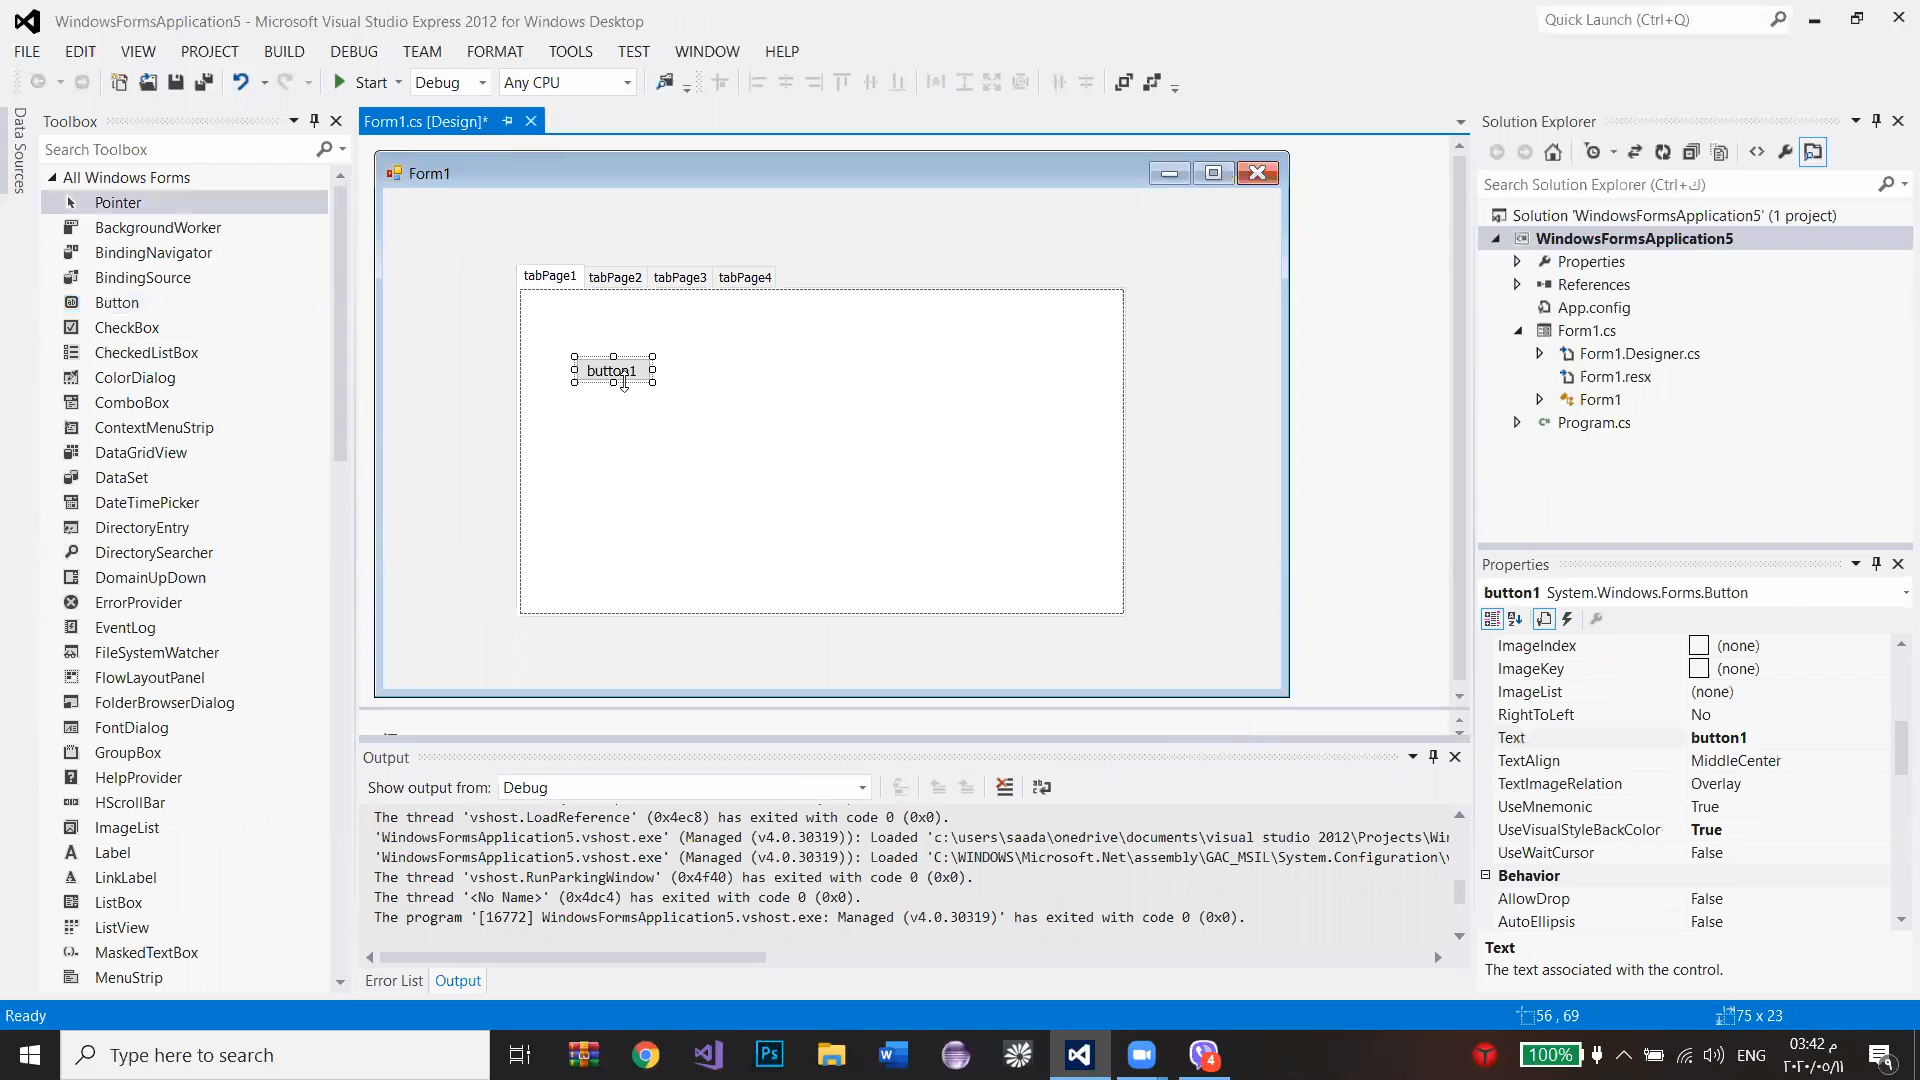 WindowsFormsApplication5 - Microsoft Visual Studio Express 2012 for Windows Desktop
Quick Launch (Ctrl+Q)
FILE EDIT VIEW PROJECT BUILD DEBUG TEAM FORMAT TOOLS TEST WINDOW HELP
Start Debug Any CPU
Data Sources
Toolbox
Search Toolbox
All Windows Forms
Pointer
BackgroundWorker
BindingNavigator
BindingSource
Button
CheckBox
CheckedListBox
ColorDialog
ComboBox
ContextMenuStrip
DataGridView
DataSet
DateTimePicker
DirectoryEntry
DirectorySearcher
DomainUpDown
ErrorProvider
EventLog
FileSystemWatcher
FlowLayoutPanel
FolderBrowserDialog
FontDialog
GroupBox
HelpProvider
HScrollBar
ImageList
Label
LinkLabel
ListBox
ListView
MaskedTextBox
MenuStrip
Form1.cs [Design]*
Form1
tabPage1 tabPage2 tabPage3 tabPage4
button1
Output
Show output from: Debug
The thread 'vshost.LoadReference' (0x4ec8) has exited with code 0 (0x0).
'WindowsFormsApplication5.vshost.exe' (Managed (v4.0.30319)): Loaded 'c:\users\saada\onedrive\documents\visual studio 2012\Projects\Wi
'WindowsFormsApplication5.vshost.exe' (Managed (v4.0.30319)): Loaded 'C:\WINDOWS\Microsoft.Net\assembly\GAC_MSIL\System.Configuration\
The thread 'vshost.RunParkingWindow' (0x4f40) has exited with code 0 (0x0).
The thread '<No Name>' (0x4dc4) has exited with code 0 (0x0).
The program '[16772] WindowsFormsApplication5.vshost.exe: Managed (v4.0.30319)' has exited with code 0 (0x0).
Error List Output
Solution Explorer
Search Solution Explorer (Ctrl+ك)
Solution 'WindowsFormsApplication5' (1 project)
WindowsFormsApplication5
Properties
References
App.config
Form1.cs
Form1.Designer.cs
Form1.resx
Form1
Program.cs
Properties
button1 System.Windows.Forms.Button
ImageIndex (none)
ImageKey (none)
ImageList (none)
RightToLeft No
Text button1
TextAlign MiddleCenter
TextImageRelation Overlay
UseMnemonic True
UseVisualStyleBackColor True
UseWaitCursor False
Behavior
AllowDrop False
AutoEllipsis False
Text
The text associated with the control.
Ready 56 , 69 75 x 23
Type here to search
Ps
4
100%
ENG
03:42 م
٢٠٢٠/٠٥/١١